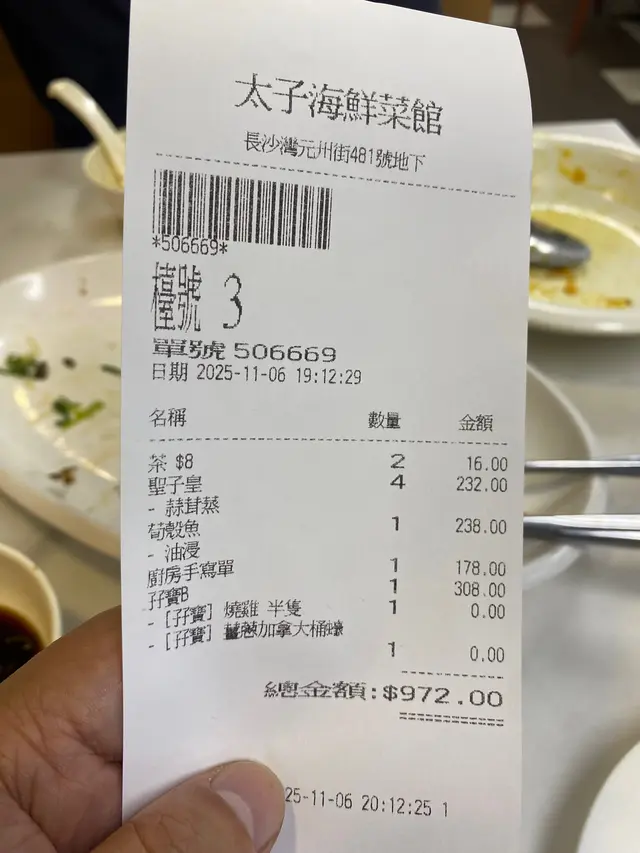 太子海鮮菜館
長沙灣元州街481號地下
*506669*
檯號 3
單號 506669
日期 2025-11-06 19:12:29
名稱 數量 金額
茶 $8 2 16.00
聖子皇 4 232.00
- 蒜茸蒸
荀殼魚 1 238.00
- 油浸
廚房手寫單 1 178.00
孖寶B 1 308.00
- [孖寶] 燒雞 半隻 1 0.00
- [孖寶] 薑蔥加拿大桶蠔
1 0.00
總金額:$972.00
25-11-06 20:12:25 1